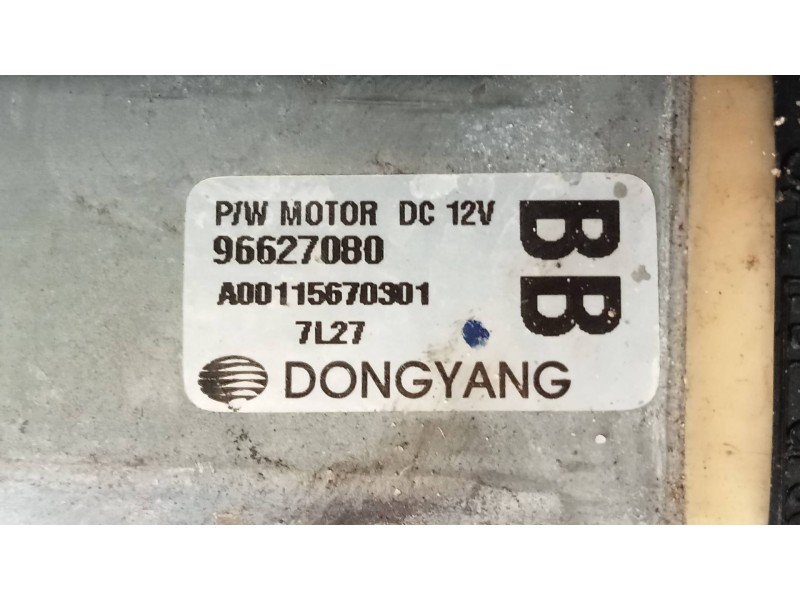 P/W MOTOR DC 12V
96627080
A00115670301
7L27
DONGYANG
BB